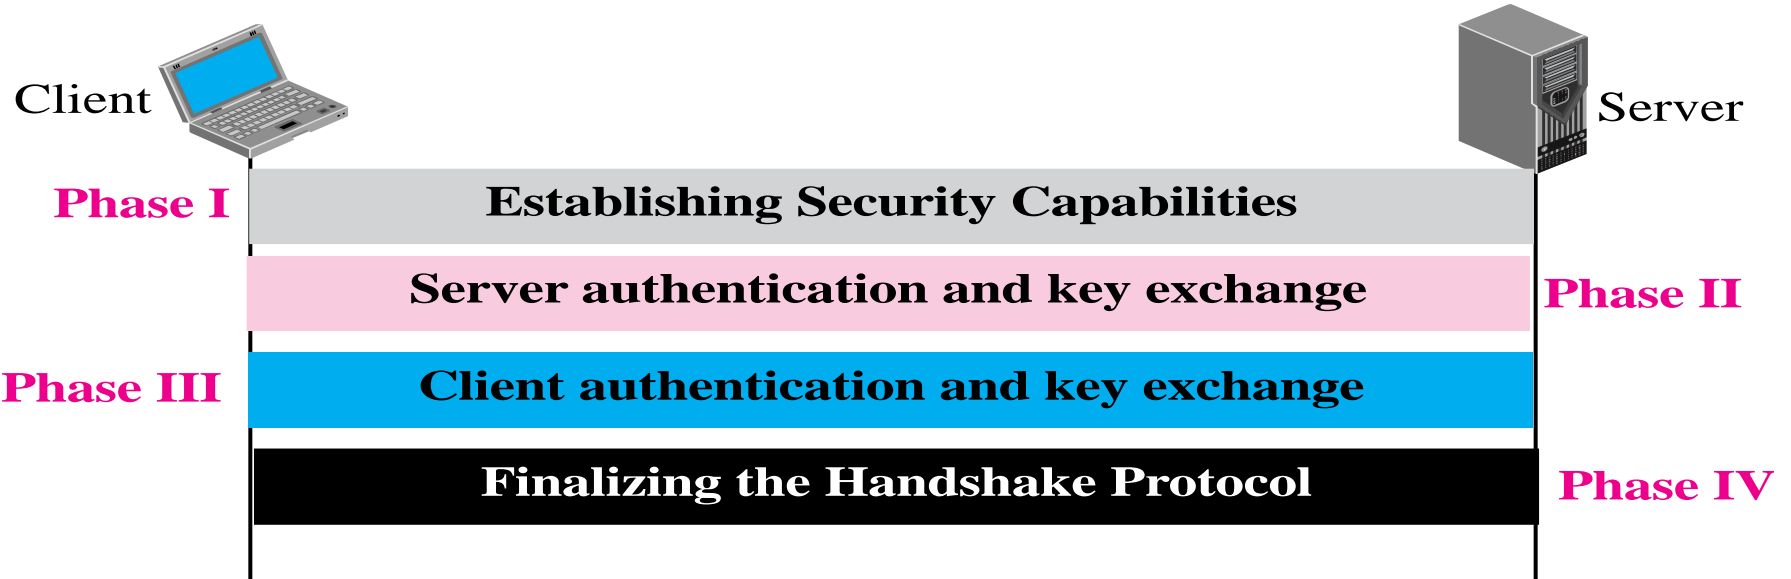 Client
Server
Phase I
Establishing Security Capabilities
Server authentication and key exchange
Phase II
Phase III
Client authentication and key exchange
Finalizing the Handshake Protocol
Phase IV